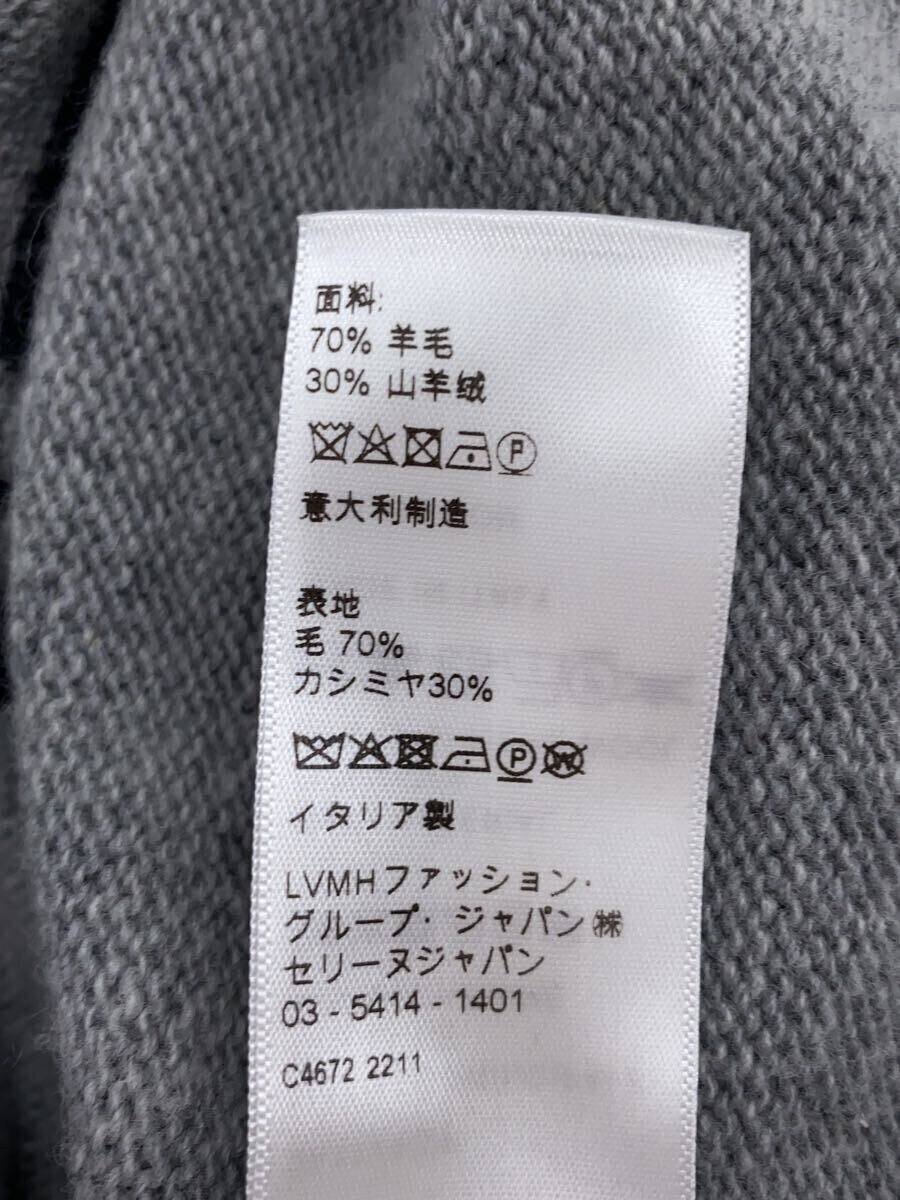 面料:
70% 羊毛
30% 山羊绒
P
意大利制造
表地
毛 70%
カシミヤ30%
P W
イタリア製
LVMHファッション・
グループ・ジャパン㈱
セリーヌジャパン
03 - 5414 - 1401
C4672 2211